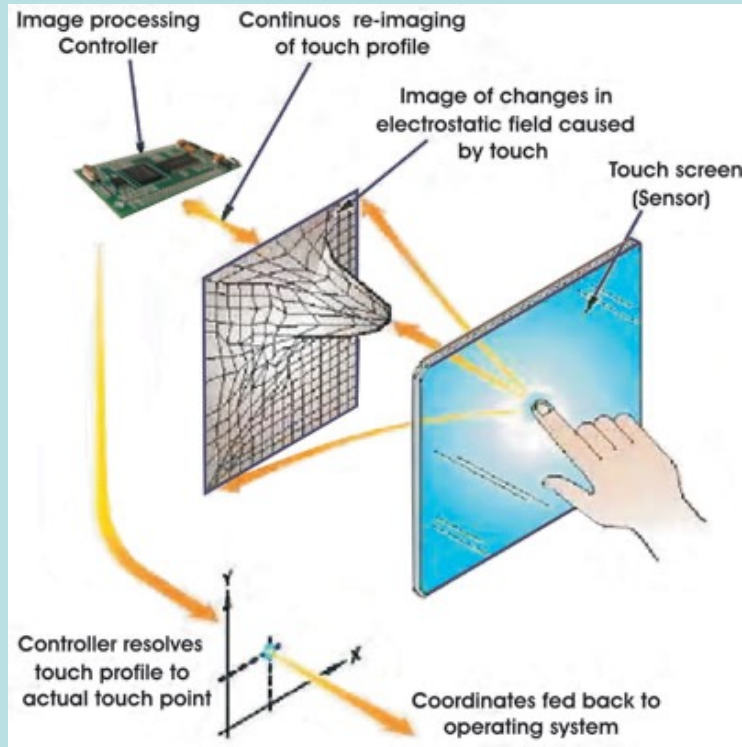 Image processing
Controller
Continuos re-imaging
of touch profile
Image of changes in
electrostatic field caused
by touch
Touch screen
(Sensor)
Y
X
Controller resolves
touch profile to
actual touch point
Coordinates fed back to
operating system